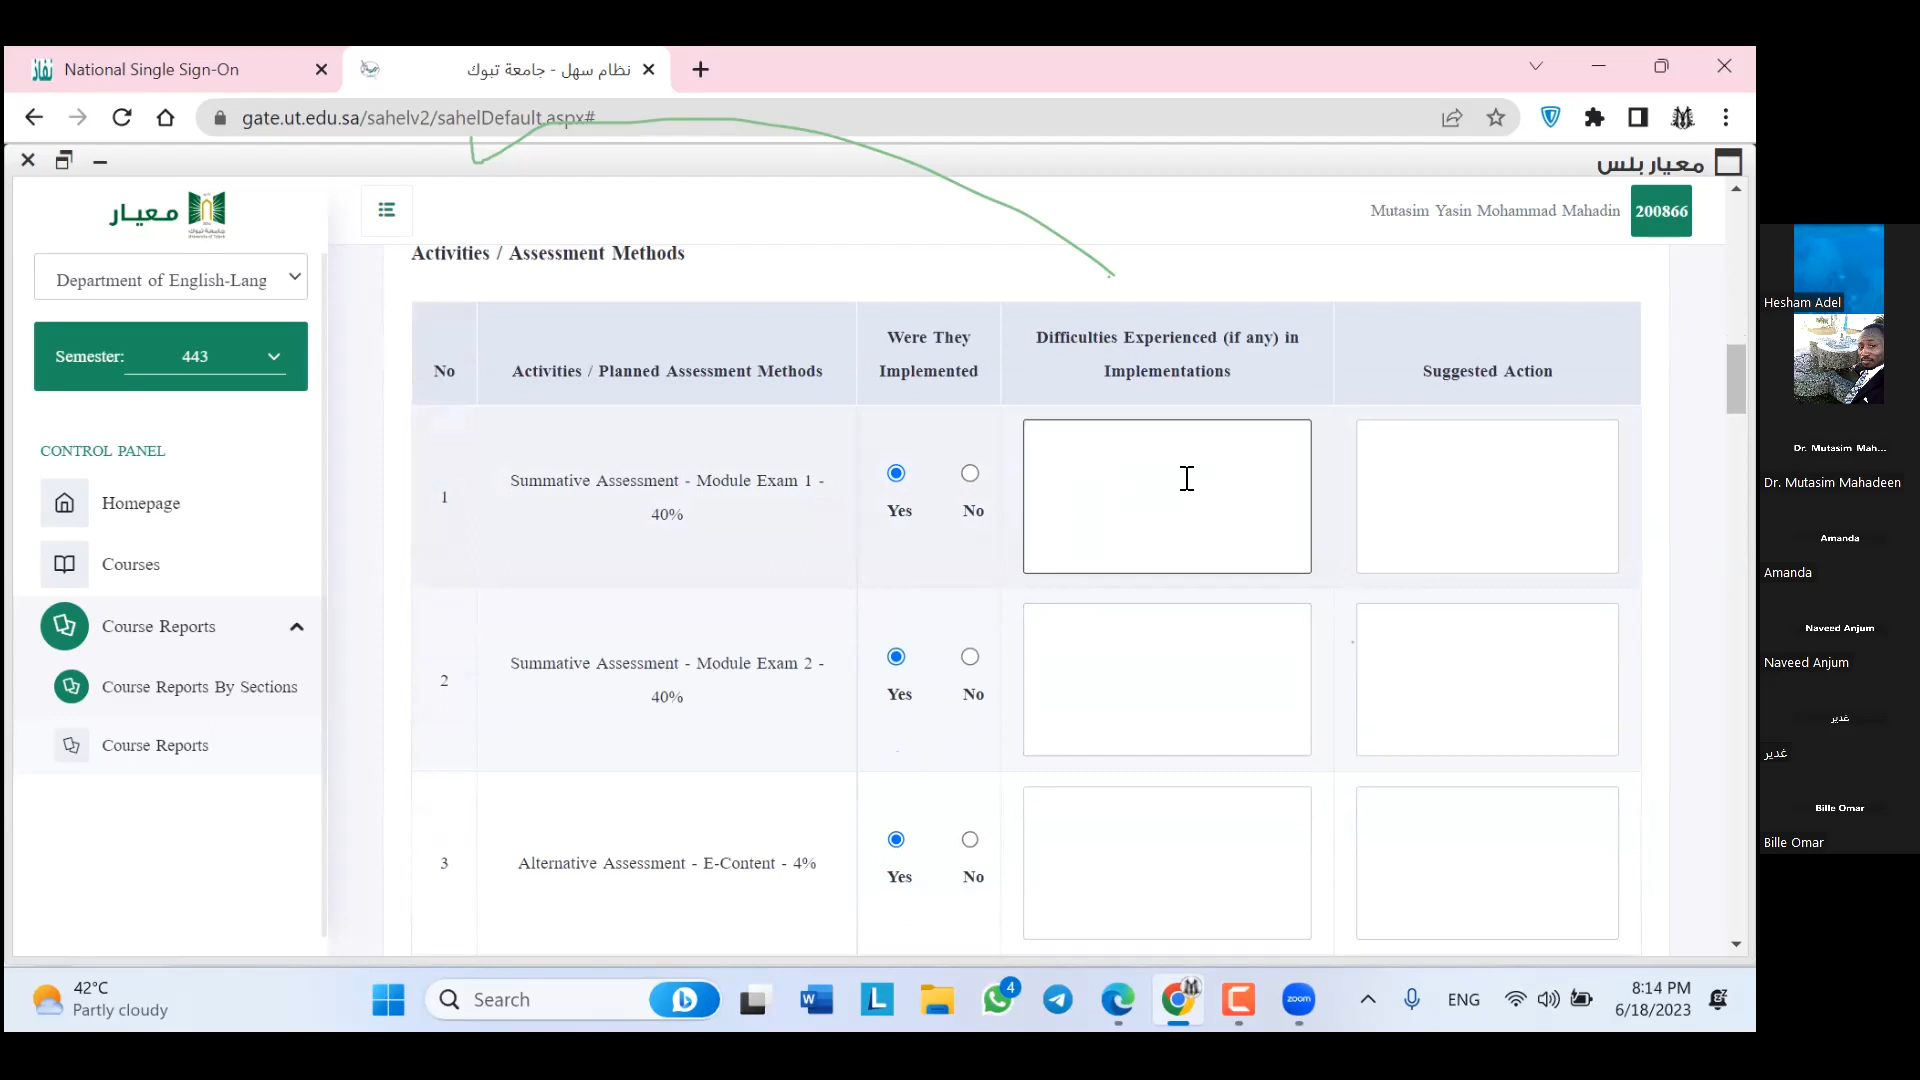 National Single Sign-On
نظام سهل - جامعة تبوك
gate.ut.edu.sa/sahelv2/sahelDefault.aspx#
معيار بلس
معيار
Mutasim Yasin Mohammad Mahadin
200866
Department of English-Lang
Semester: 443
CONTROL PANEL
Homepage
Courses
Course Reports
Course Reports By Sections
Course Reports
Activities / Assessment Methods
No
Activities / Planned Assessment Methods
Were They
Implemented
Difficulties Experienced (if any) in
Implementations
Suggested Action
1
Summative Assessment - Module Exam 1 -
40%
Yes
No
2
Summative Assessment - Module Exam 2 -
40%
Yes
No
3
Alternative Assessment - E-Content - 4%
Yes
No
Hesham Adel
Dr. Mutasim Mah...
Dr. Mutasim Mahadeen
Amanda
Amanda
Naveed Anjum
Naveed Anjum
غدير
غدير
Bille Omar
Bille Omar
42°C
Partly cloudy
Search
W
L
4
zoom
ENG
8:14 PM
6/18/2023